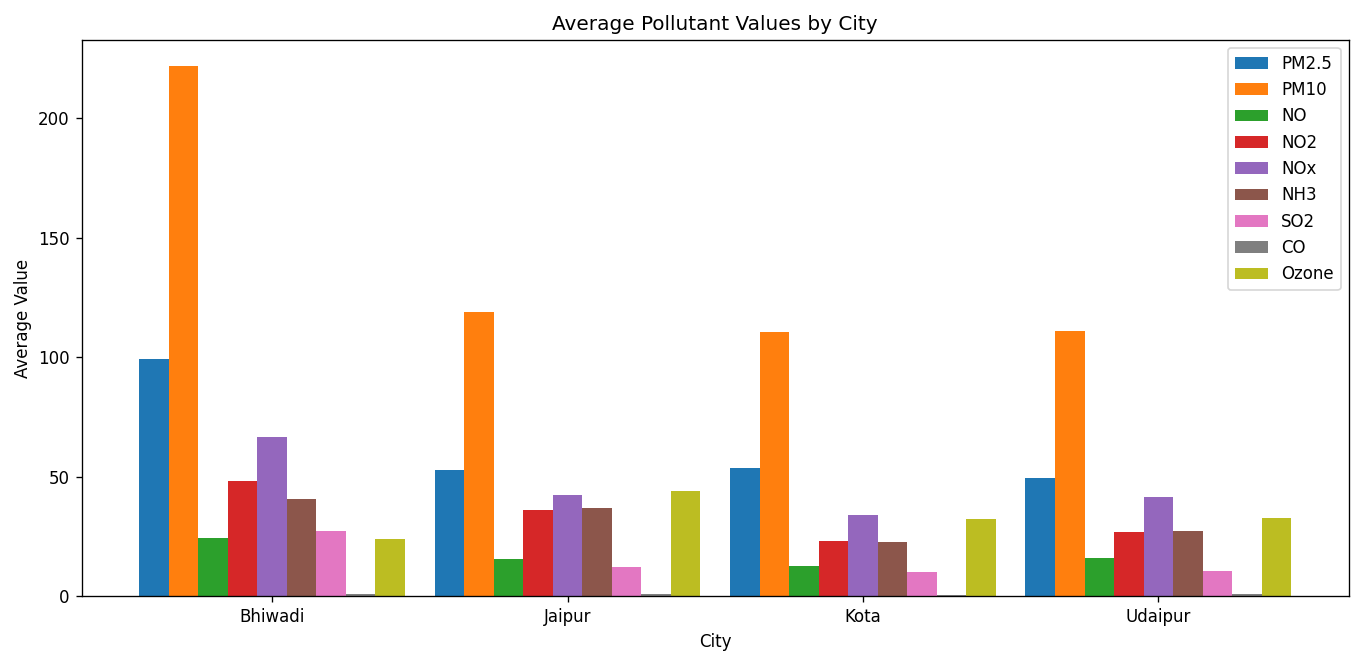 Average Pollutant Values by City
PM2.5
PM10
NO
NO2
NOx
NH3
SO2
CO
Ozone
200
150
100
50
0
Average Value
Bhiwadi
Jaipur
Kota
Udaipur
City